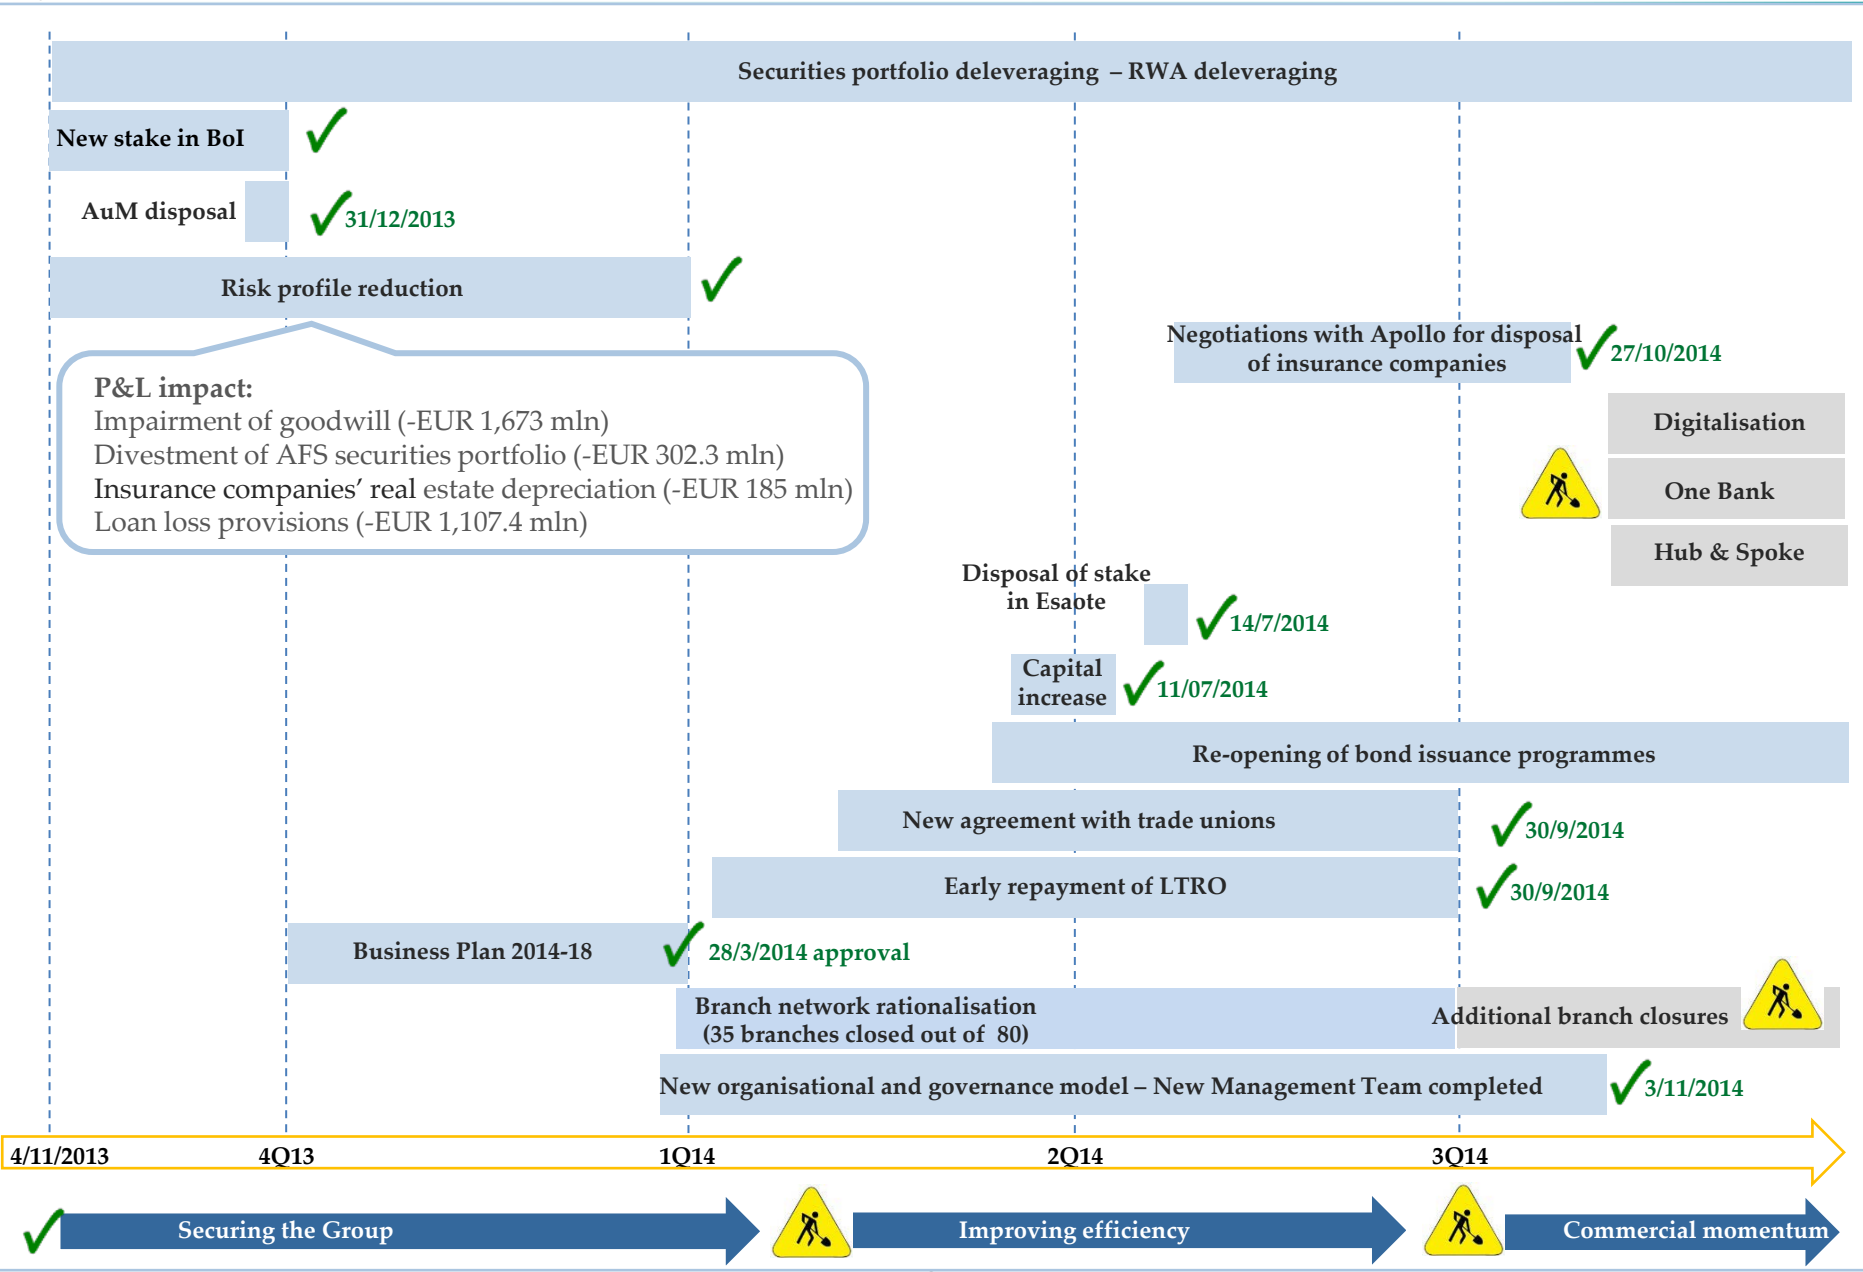 Securities portfolio deleveraging – RWA deleveraging
New stake in BoI
AuM disposal
31/12/2013
Risk profile reduction
Negotiations with Apollo for disposal
of insurance companies
27/10/2014
P&L impact:
Impairment of goodwill (-EUR 1,673 mln)
Divestment of AFS securities portfolio (-EUR 302.3 mln)
Insurance companies’ real estate depreciation (-EUR 185 mln)
Loan loss provisions (-EUR 1,107.4 mln)
Digitalisation
One Bank
Hub & Spoke
Disposal of stake
in Esaote
14/7/2014
Capital
increase
11/07/2014
Re-opening of bond issuance programmes
New agreement with trade unions
30/9/2014
Early repayment of LTRO
30/9/2014
Business Plan 2014-18
28/3/2014 approval
Branch network rationalisation
(35 branches closed out of 80)
Additional branch closures
New organisational and governance model – New Management Team completed
3/11/2014
4/11/2013
4Q13
1Q14
2Q14
3Q14
Securing the Group
Improving efficiency
Commercial momentum